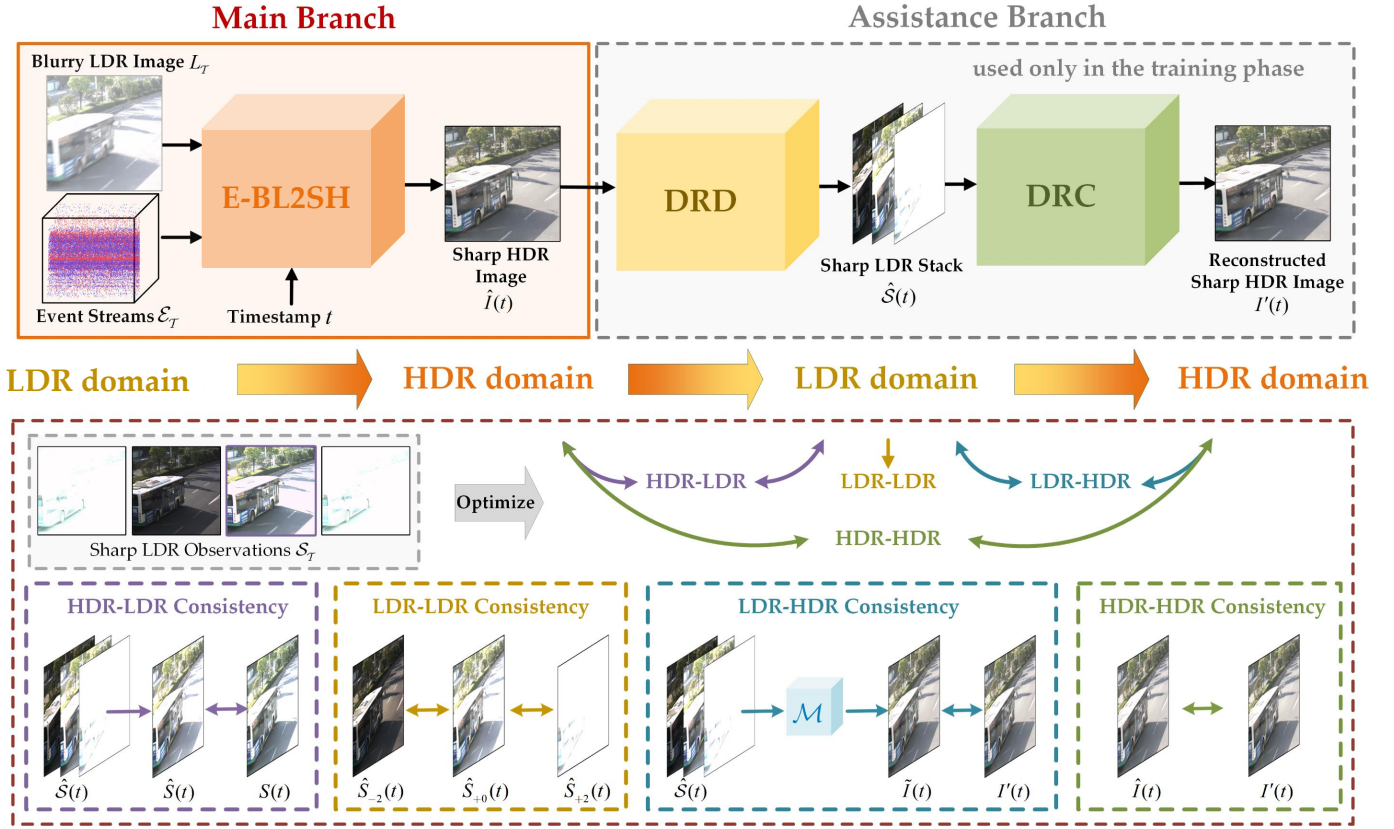 Main Branch
Assistance Branch
Blurry LDR Image L_𝒯
used only in the training phase
E-BL2SH
DRD
DRC
Sharp HDR
Image
Î(t)
Sharp LDR Stack
𝒮̂(t)
Reconstructed
Sharp HDR Image
I′(t)
Event Streams ℰ_𝒯
Timestamp t
LDR domain
HDR domain
LDR domain
HDR domain
Sharp LDR Observations 𝒮_𝒯
Optimize
HDR-LDR
LDR-LDR
LDR-HDR
HDR-HDR
HDR-LDR Consistency
𝒮̂(t)
Ŝ(t)
S(t)
LDR-LDR Consistency
Ŝ₋₂(t)
Ŝ₊₀(t)
Ŝ₊₂(t)
LDR-HDR Consistency
ℳ
𝒮̂(t)
Ĩ(t)
I′(t)
HDR-HDR Consistency
Î(t)
I′(t)